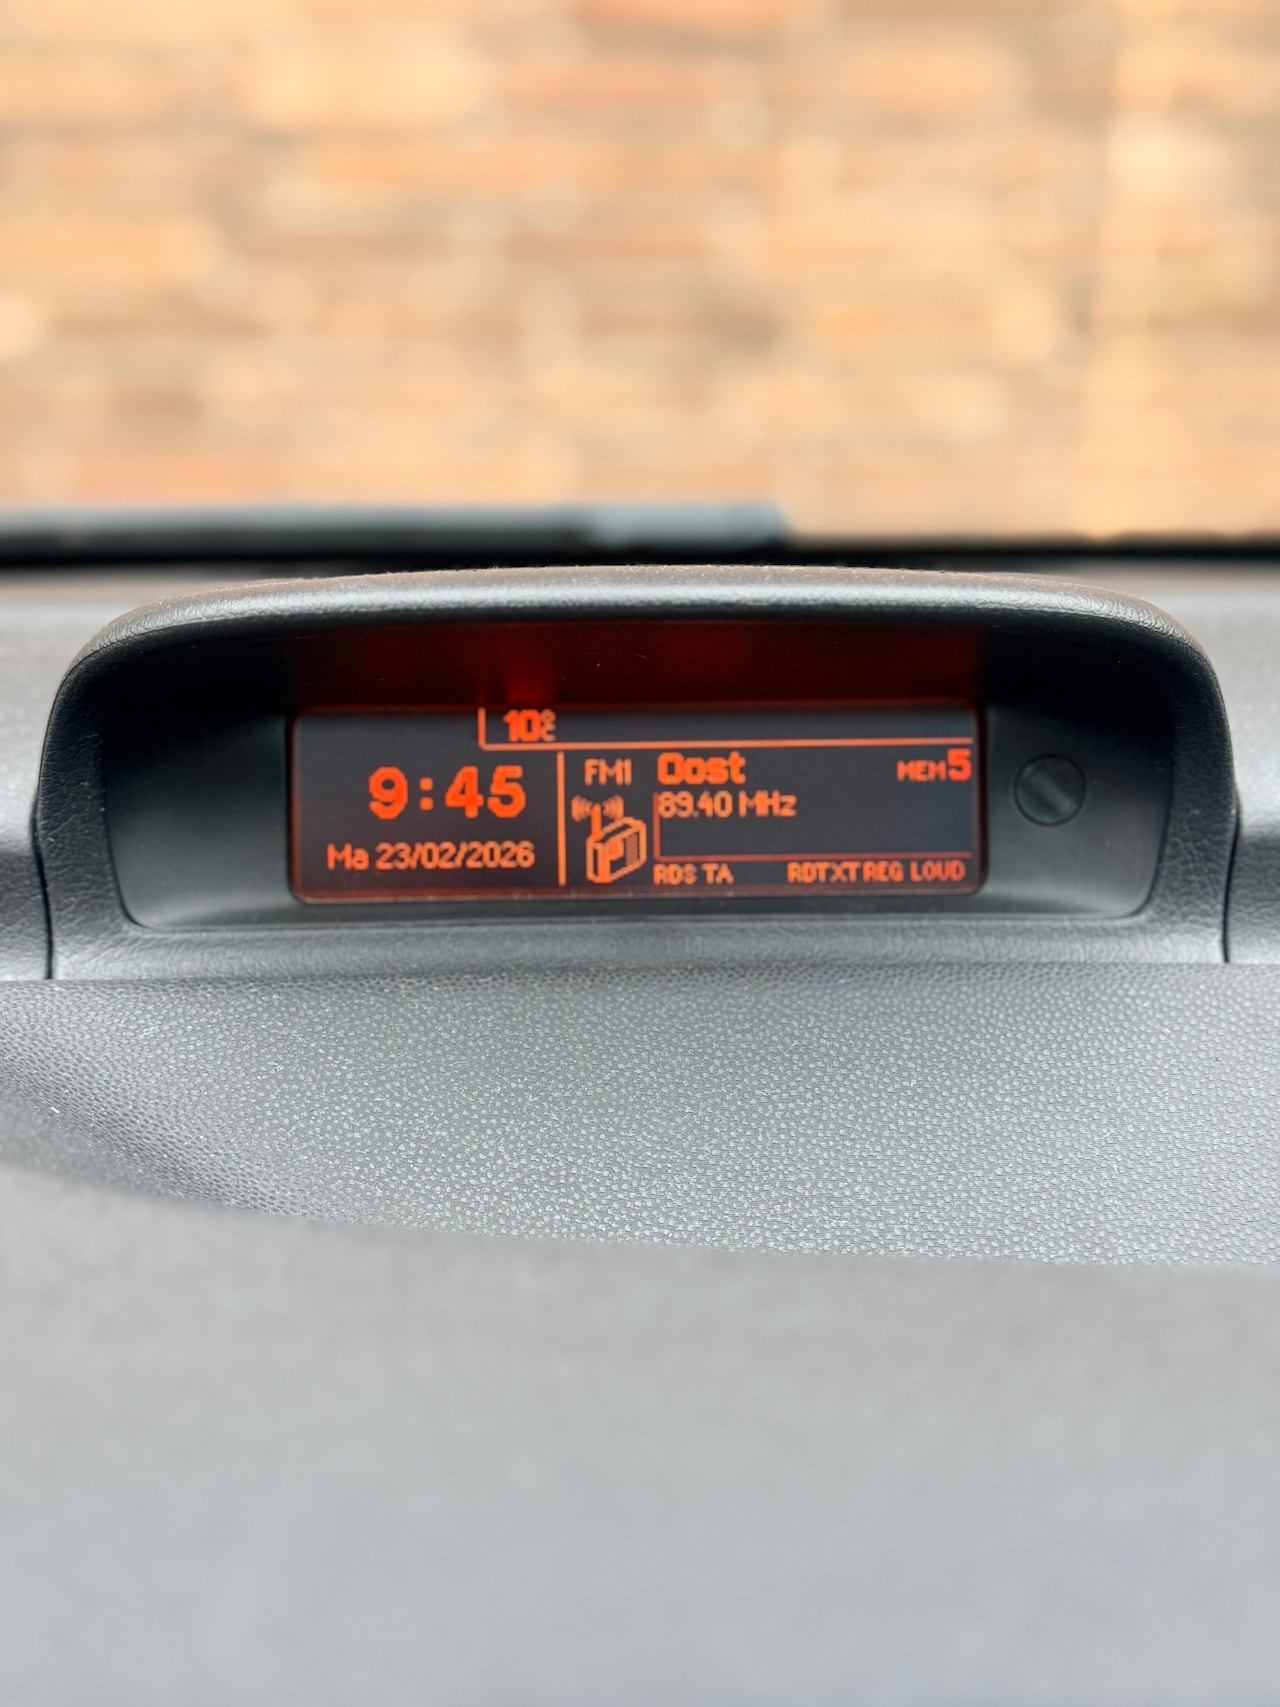 10°C
9:45
Ma 23/02/2026
FM1 Oost MEM5
89.40 MHz
RDS TA RDTXT REG LOUD